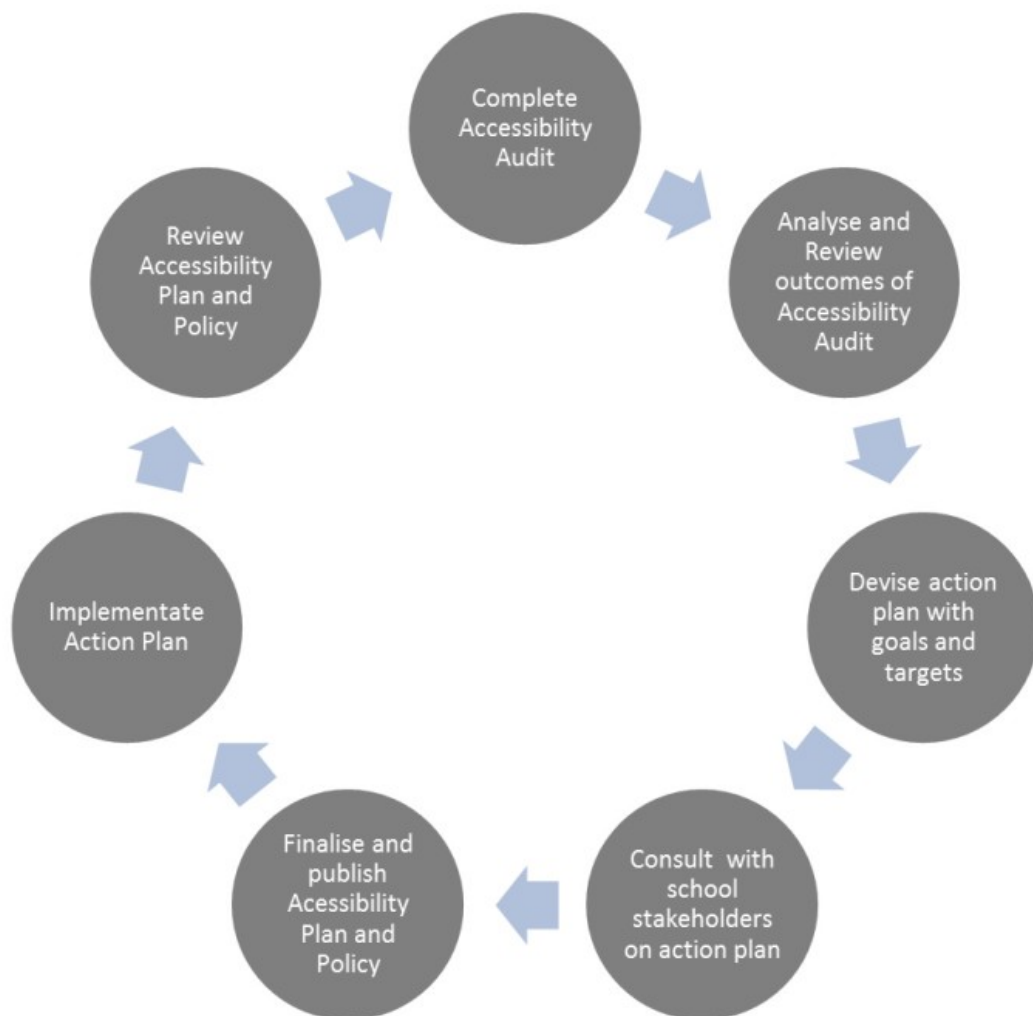 Complete
Accessibility
Audit
Analyse and
Review
outcomes of
Accessibility
Audit
Devise action
plan with
goals and
targets
Consult with
school
stakeholders
on action plan
Finalise and
publish
Acessibility
Plan and
Policy
Implementate
Action Plan
Review
Accessibility
Plan and
Policy